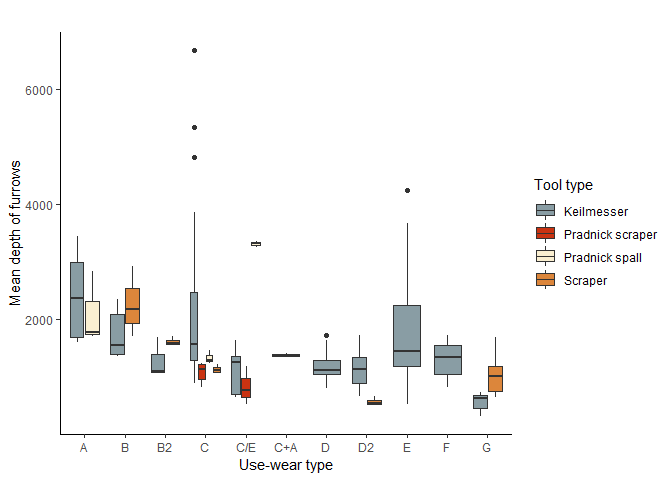 Mean depth of furrows
6000
4000
2000
A B B2 C C/E C+A D D2 E F G
Use-wear type
Tool type
Keilmesser
Pradnick scraper
Pradnick spall
Scraper